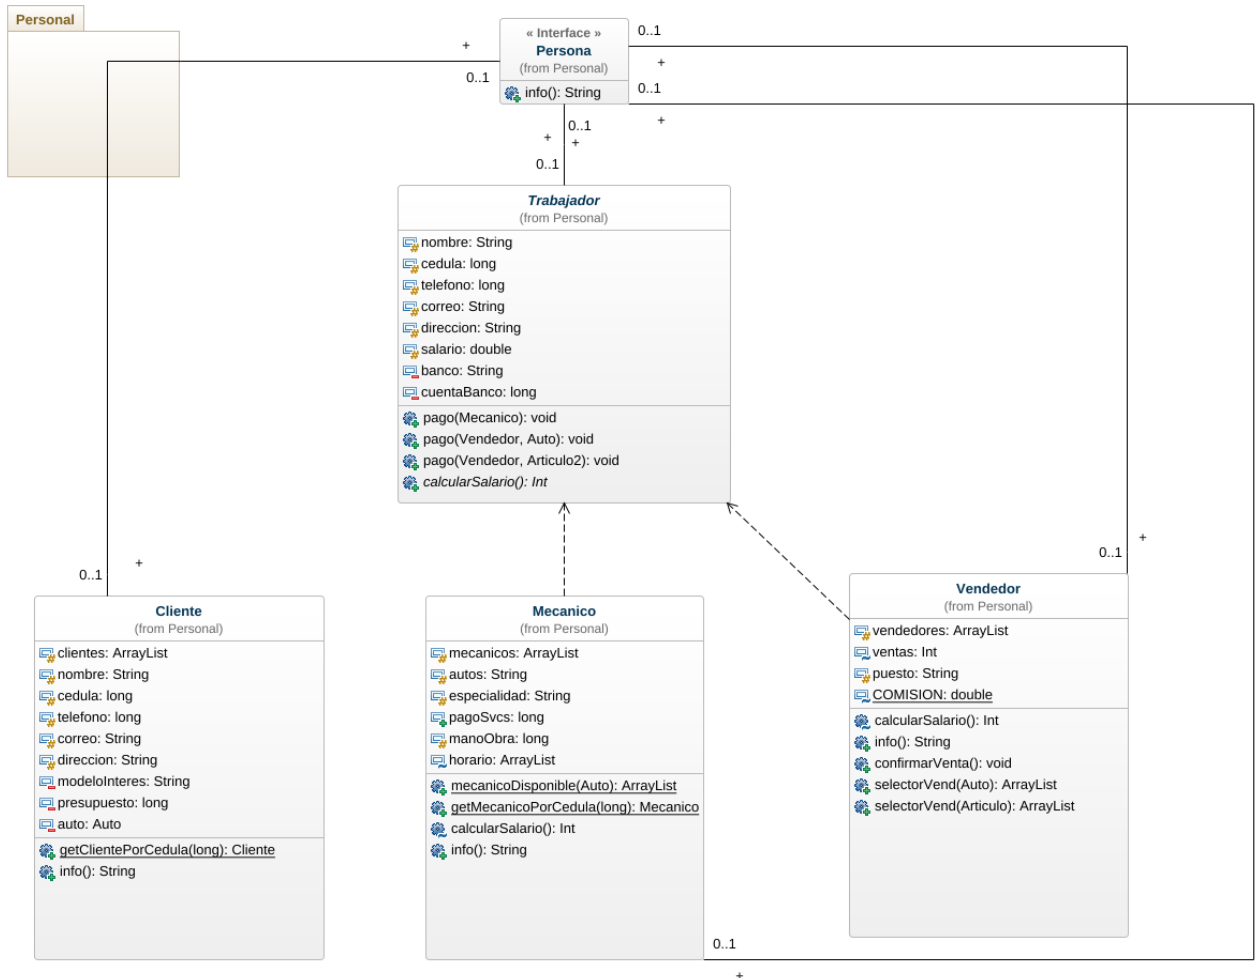 Personal
« Interface »
Persona
(from Personal)
info(): String
+
0..1
0..1
+
0..1
+
0..1
+
+
0..1
Trabajador
(from Personal)
nombre: String
cedula: long
telefono: long
correo: String
direccion: String
salario: double
banco: String
cuentaBanco: long
pago(Mecanico): void
pago(Vendedor, Auto): void
pago(Vendedor, Articulo2): void
calcularSalario(): Int
+
0..1
Cliente
(from Personal)
clientes: ArrayList
nombre: String
cedula: long
telefono: long
correo: String
direccion: String
modeloInteres: String
presupuesto: long
auto: Auto
getClientePorCedula(long): Cliente
info(): String
Mecanico
(from Personal)
mecanicos: ArrayList
autos: String
especialidad: String
pagoSvcs: long
manoObra: long
horario: ArrayList
mecanicoDisponible(Auto): ArrayList
getMecanicoPorCedula(long): Mecanico
calcularSalario(): Int
info(): String
+
0..1
Vendedor
(from Personal)
vendedores: ArrayList
ventas: Int
puesto: String
COMISION: double
calcularSalario(): Int
info(): String
confirmarVenta(): void
selectorVend(Auto): ArrayList
selectorVend(Articulo): ArrayList
0..1
+